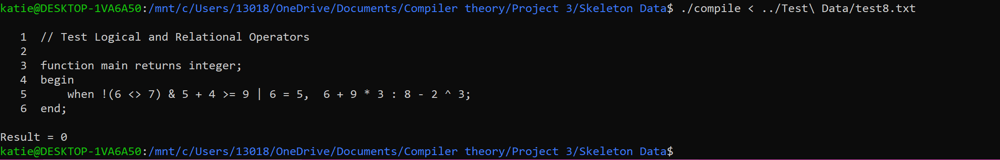 katie@DESKTOP-1VA6A50:/mnt/c/Users/13018/OneDrive/Documents/Compiler theory/Project 3/Skeleton Data$ ./compile < ../Test\ Data/test8.txt
1  // Test Logical and Relational Operators
2
3  function main returns integer;
4  begin
5      when !(6 <> 7) & 5 + 4 >= 9 | 6 = 5,  6 + 9 * 3 : 8 - 2 ^ 3;
6  end;
Result = 0
katie@DESKTOP-1VA6A50:/mnt/c/Users/13018/OneDrive/Documents/Compiler theory/Project 3/Skeleton Data$